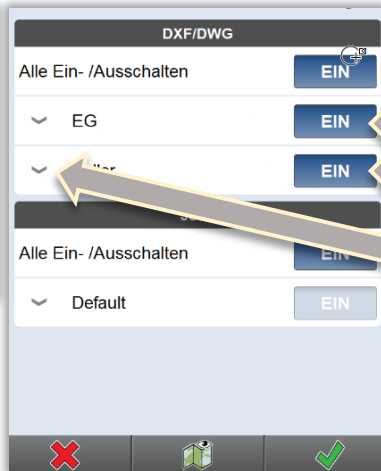 DXF/DWG
Alle Ein- /Ausschalten EIN
EG EIN
EIN
Alle Ein- /Ausschalten EIN
Default EIN